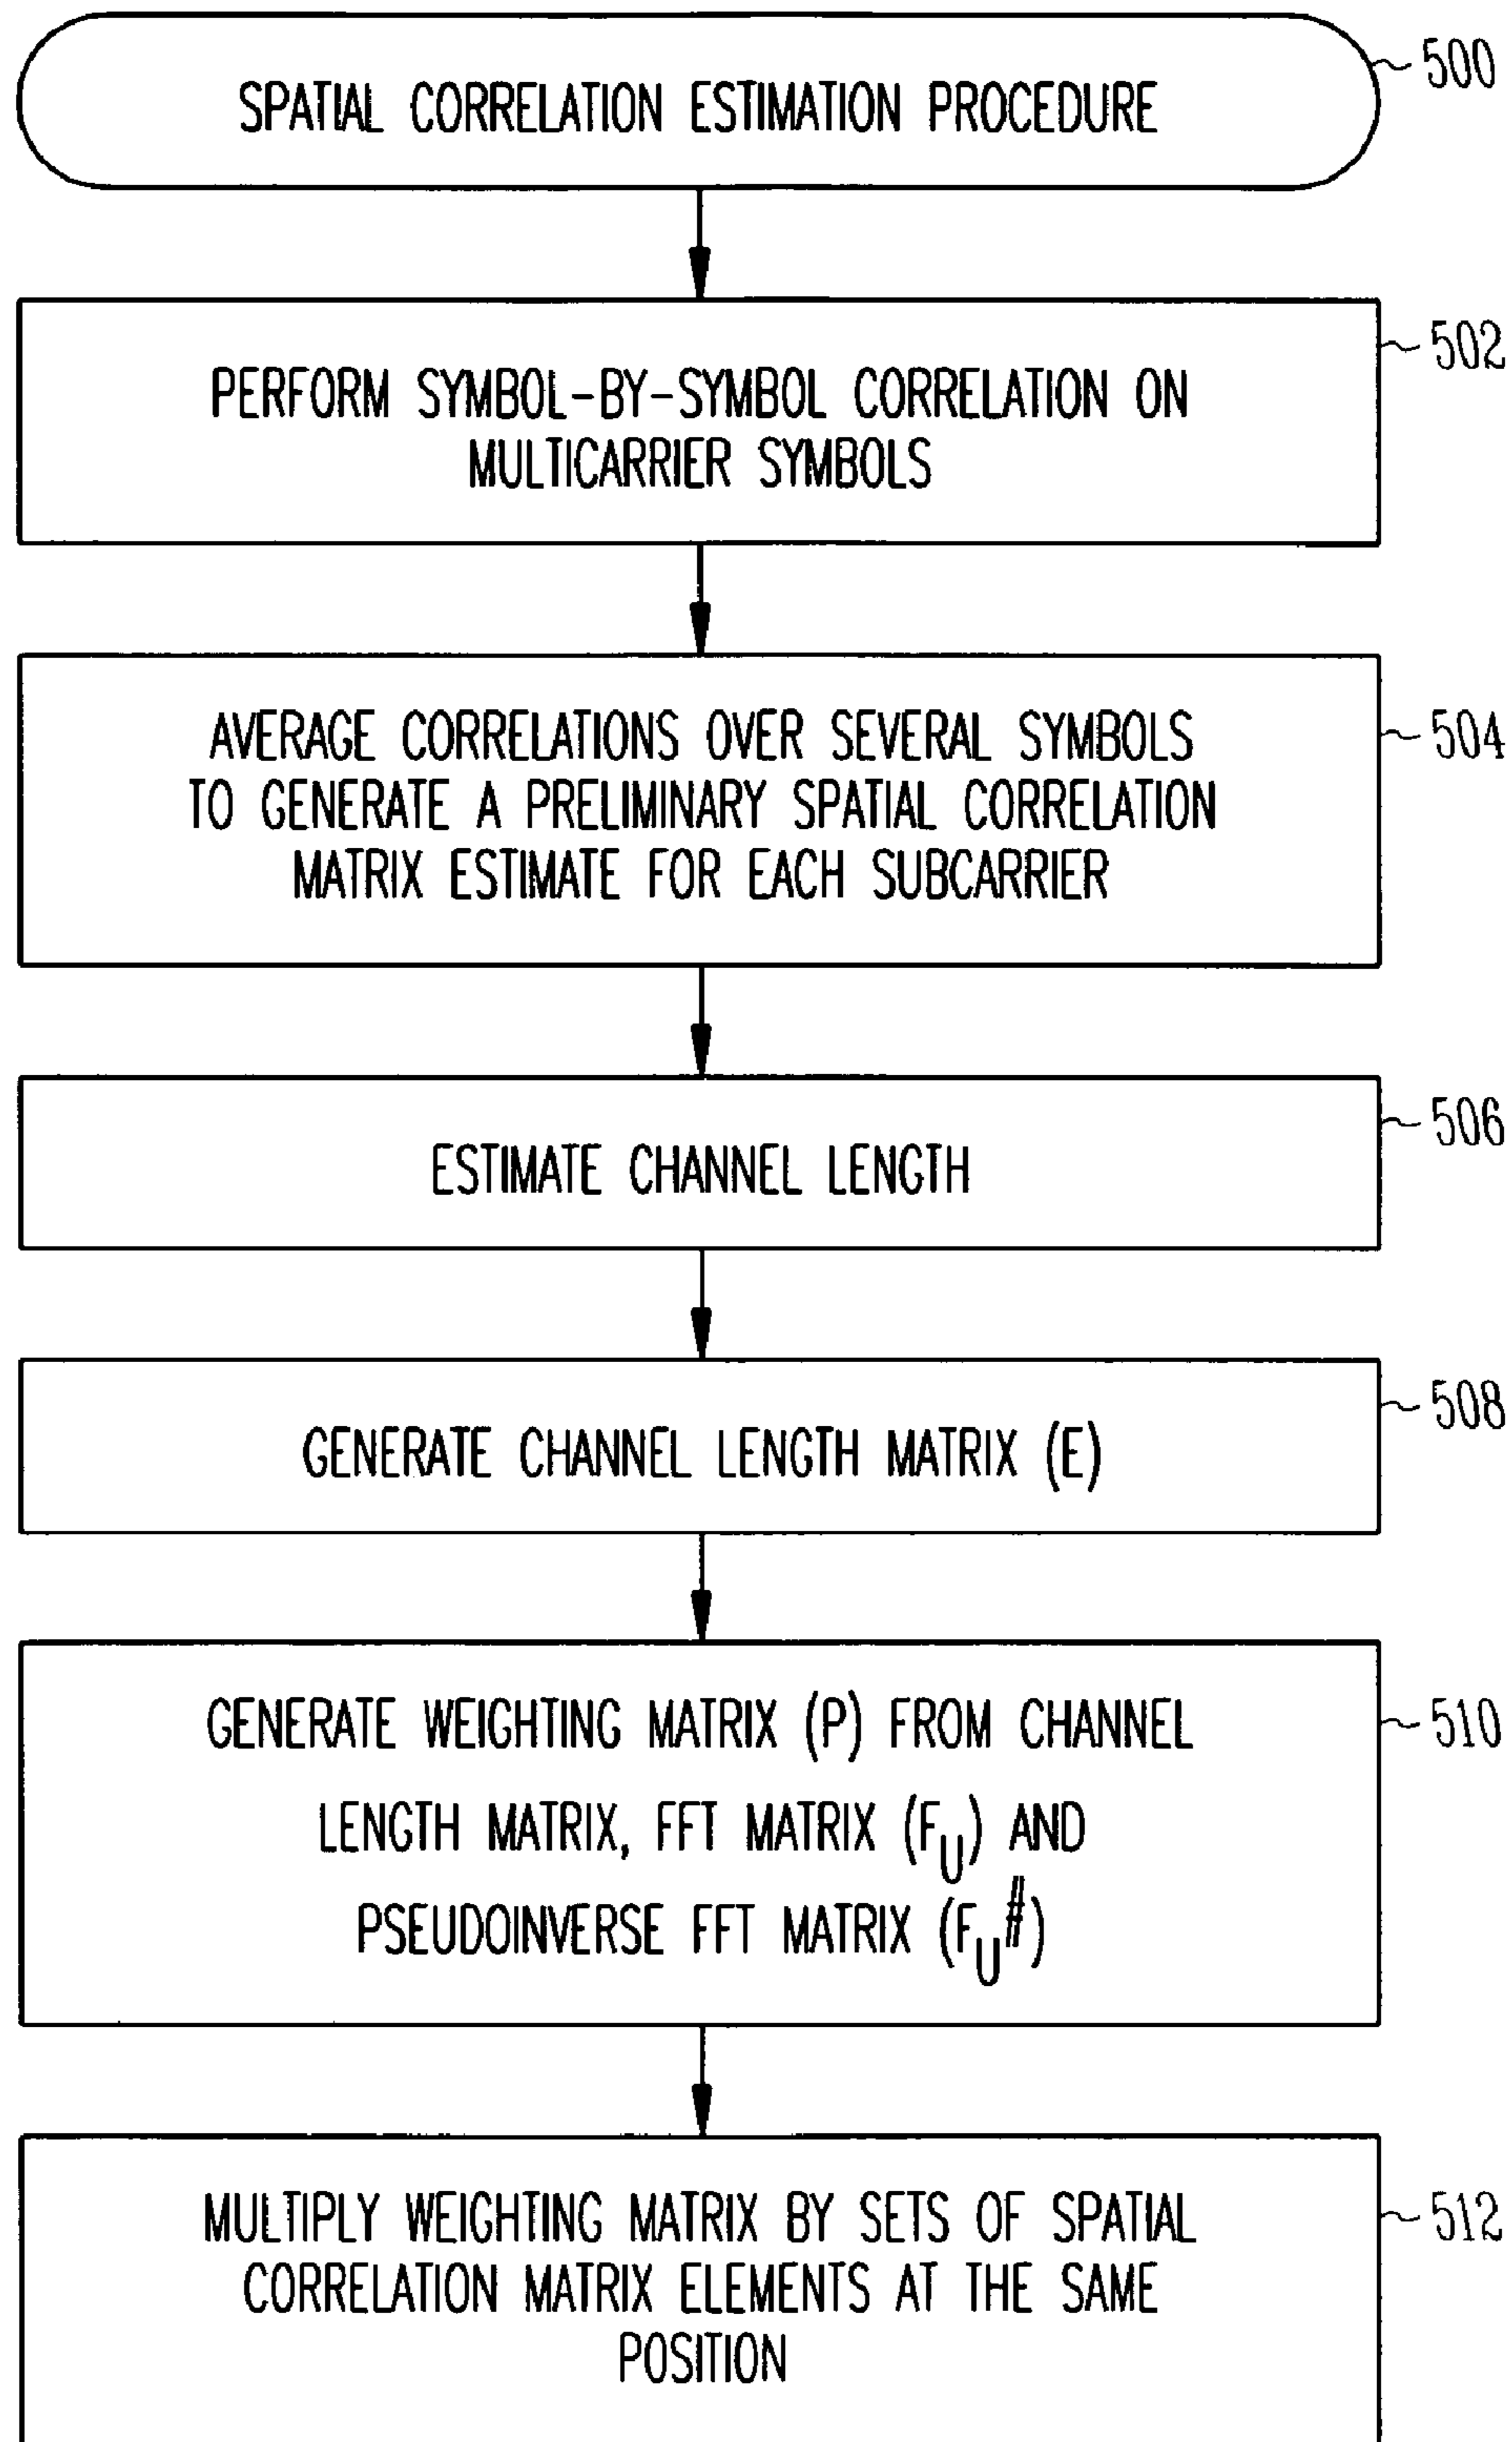 SPATIAL CORRELATION ESTIMATION PROCEDURE
500
PERFORM SYMBOL-BY-SYMBOL CORRELATION ON
MULTICARRIER SYMBOLS
502
AVERAGE CORRELATIONS OVER SEVERAL SYMBOLS
TO GENERATE A PRELIMINARY SPATIAL CORRELATION
MATRIX ESTIMATE FOR EACH SUBCARRIER
504
ESTIMATE CHANNEL LENGTH
506
GENERATE CHANNEL LENGTH MATRIX (E)
508
GENERATE WEIGHTING MATRIX (P) FROM CHANNEL
LENGTH MATRIX, FFT MATRIX (FU) AND
PSEUDOINVERSE FFT MATRIX (FU#)
510
MULTIPLY WEIGHTING MATRIX BY SETS OF SPATIAL
CORRELATION MATRIX ELEMENTS AT THE SAME
POSITION
512